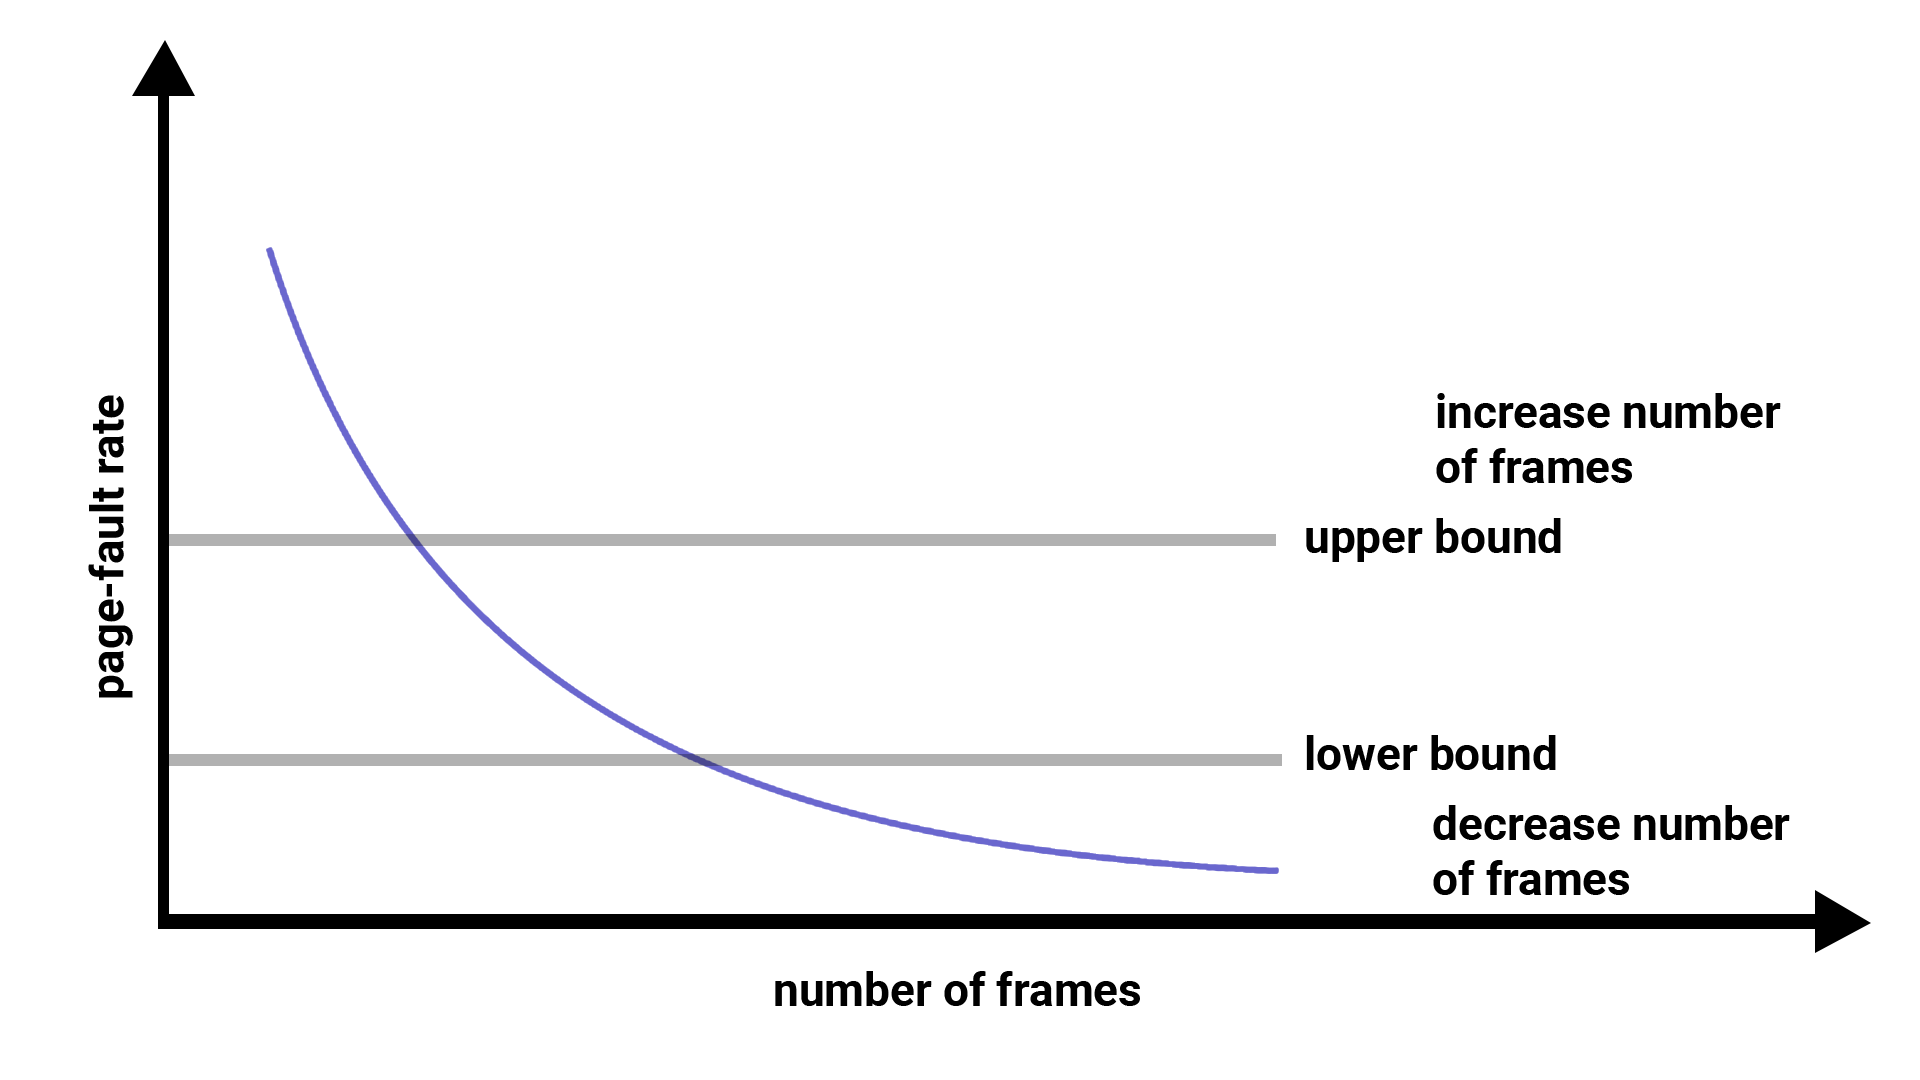 page-fault rate
increase number
of frames
upper bound
lower bound
decrease number
of frames
number of frames